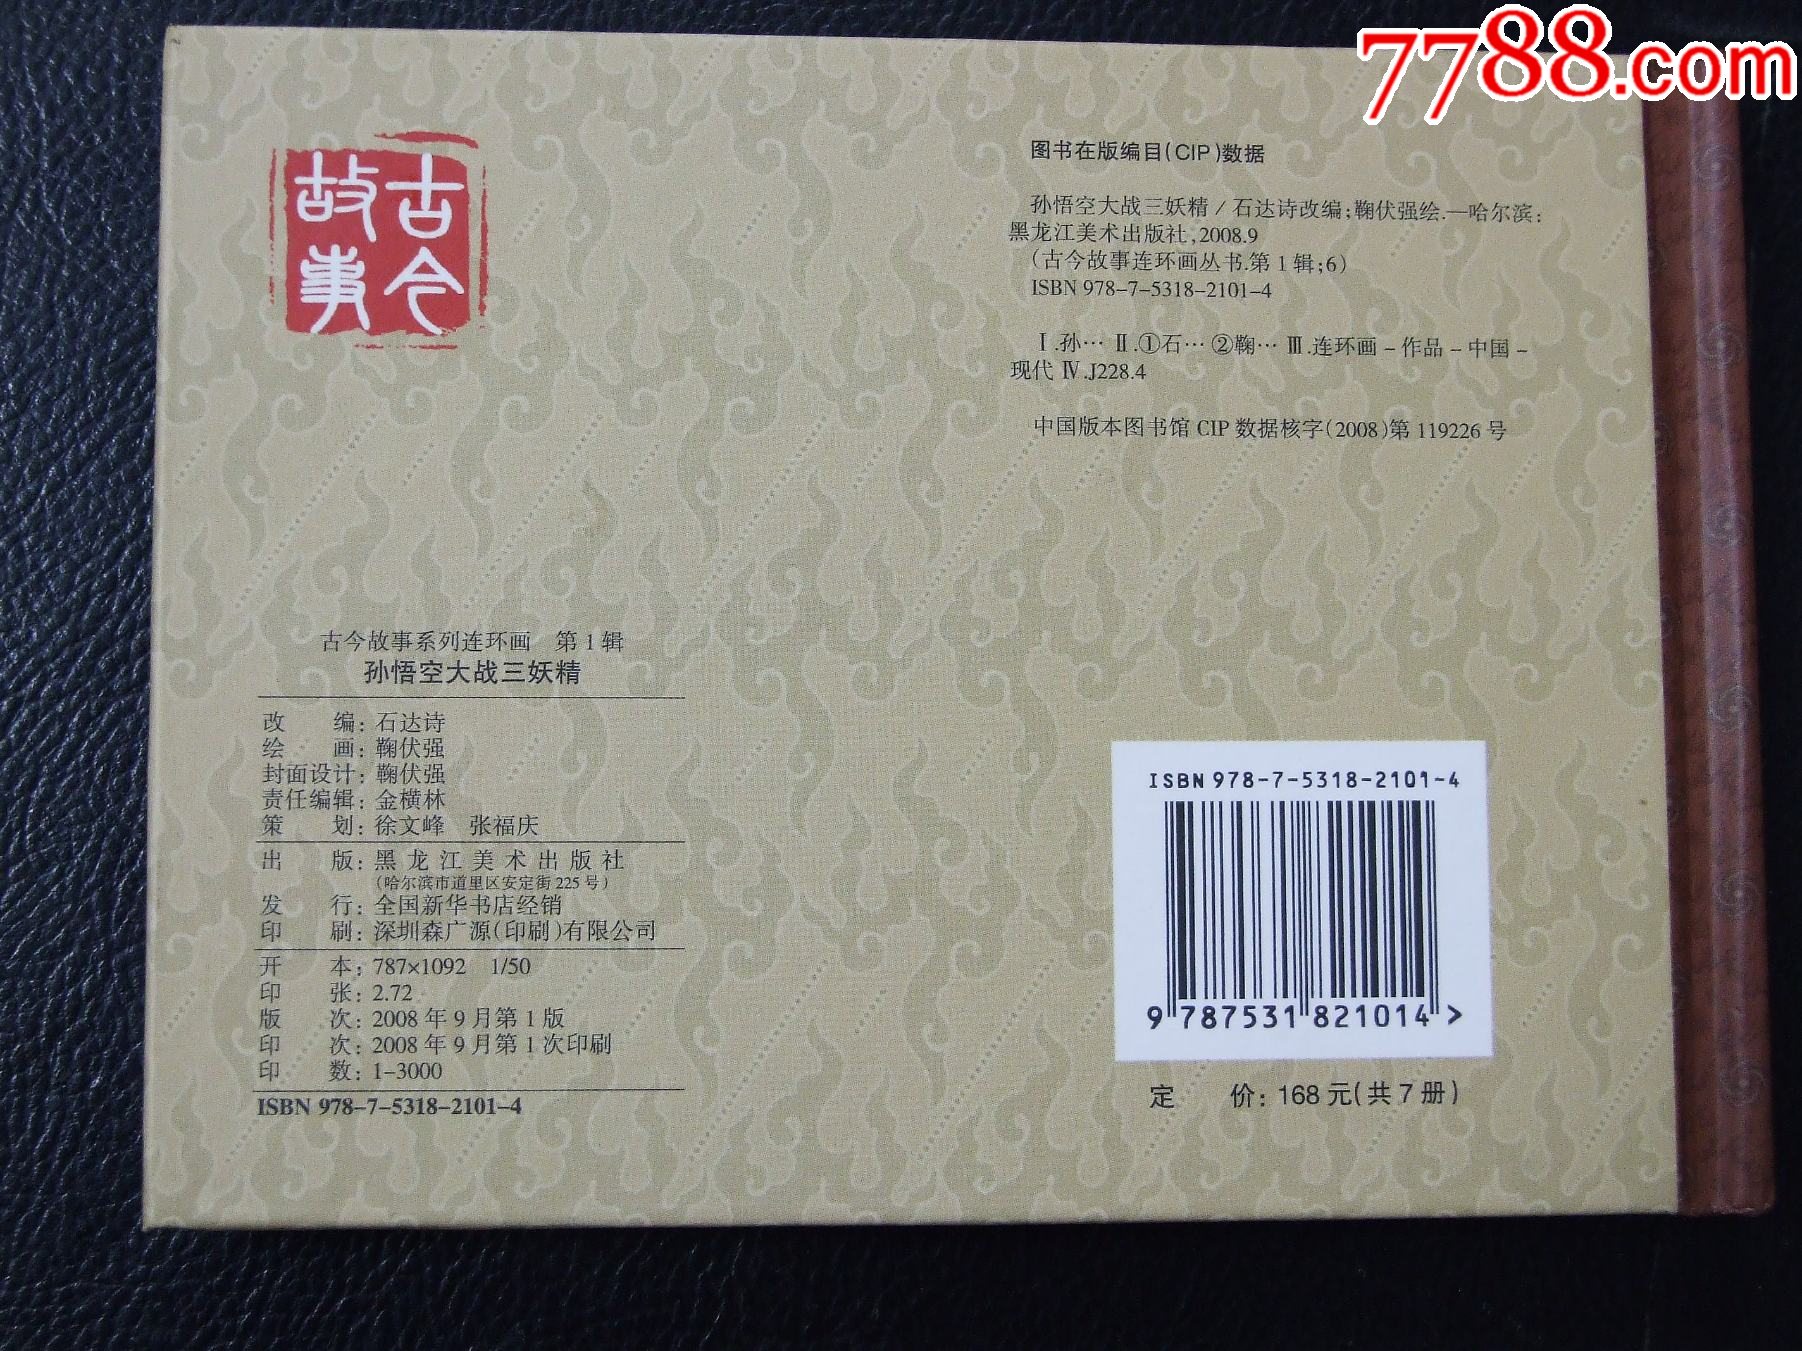 7788.com
古今
故事
图书在版编目(CIP)数据
孙悟空大战三妖精/石达诗改编;鞠伏强绘.—哈尔滨:
黑龙江美术出版社,2008.9
(古今故事连环画丛书.第1辑;6)
ISBN 978-7-5318-2101-4
Ⅰ.孙… Ⅱ.①石… ②鞠… Ⅲ.连环画-作品-中国-
现代 Ⅳ.J228.4
中国版本图书馆CIP数据核字(2008)第119226号
古今故事系列连环画 第1辑
孙悟空大战三妖精
改 编:石达诗
绘 画:鞠伏强
封面设计:鞠伏强
责任编辑:金横林
策 划:徐文峰 张福庆
出 版:黑龙江美术出版社
(哈尔滨市道里区安定街225号)
发 行:全国新华书店经销
印 刷:深圳森广源(印刷)有限公司
开 本:787×1092 1/50
印 张:2.72
版 次:2008年9月第1版
印 次:2008年9月第1次印刷
印 数:1-3000
ISBN 978-7-5318-2101-4
ISBN 978-7-5318-2101-4
9 787531 821014 >
定 价:168元(共7册)